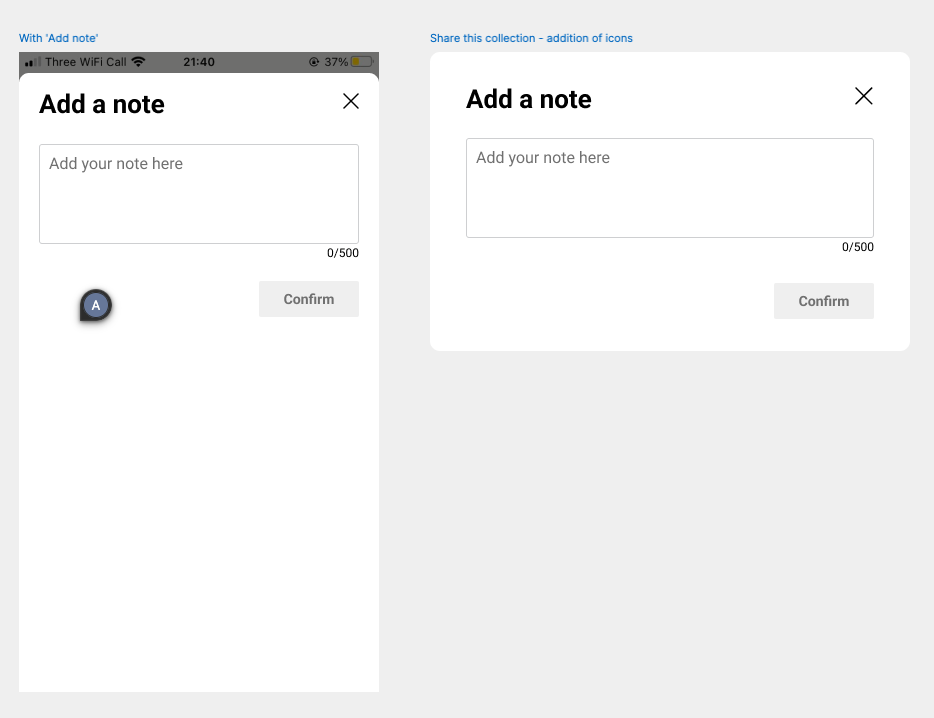 With 'Add note'
Three WiFi Call 21:40 37%
Add a note
Add your note here
0/500
A
Confirm
Share this collection - addition of icons
Add a note
Add your note here
0/500
Confirm